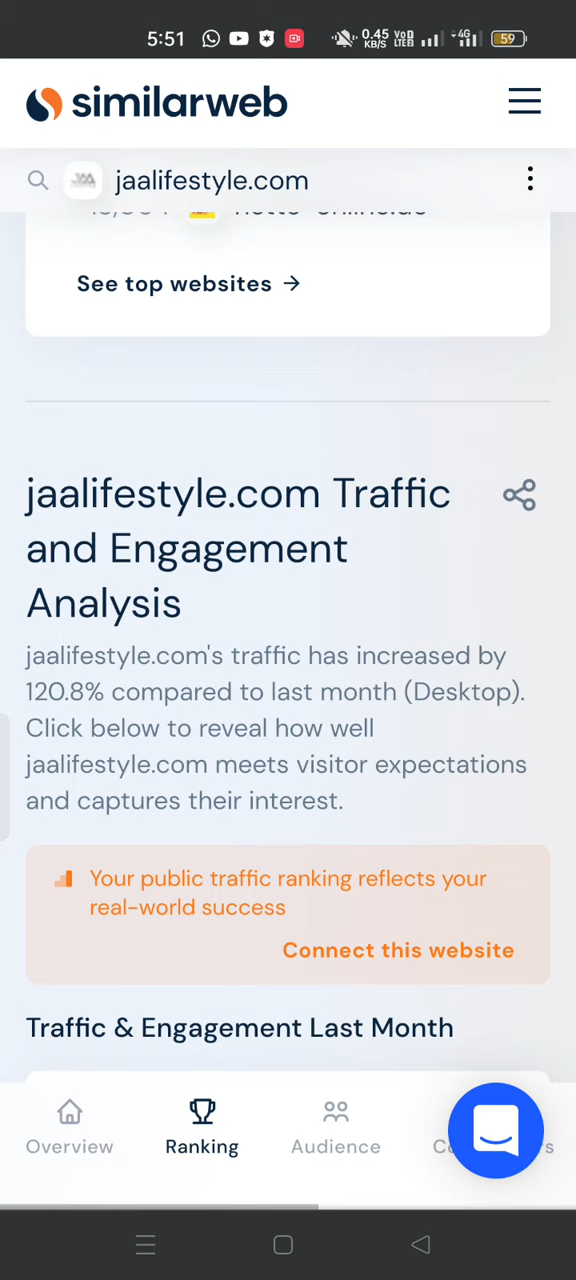 5:51
0.45
KB/S
VoD
LTE
4G
59
similarweb
jaalifestyle.com
See top websites →
jaalifestyle.com Traffic
and Engagement
Analysis
jaalifestyle.com's traffic has increased by
120.8% compared to last month (Desktop).
Click below to reveal how well
jaalifestyle.com meets visitor expectations
and captures their interest.
Your public traffic ranking reflects your
real-world success
Connect this website
Traffic & Engagement Last Month
Overview
Ranking
Audience